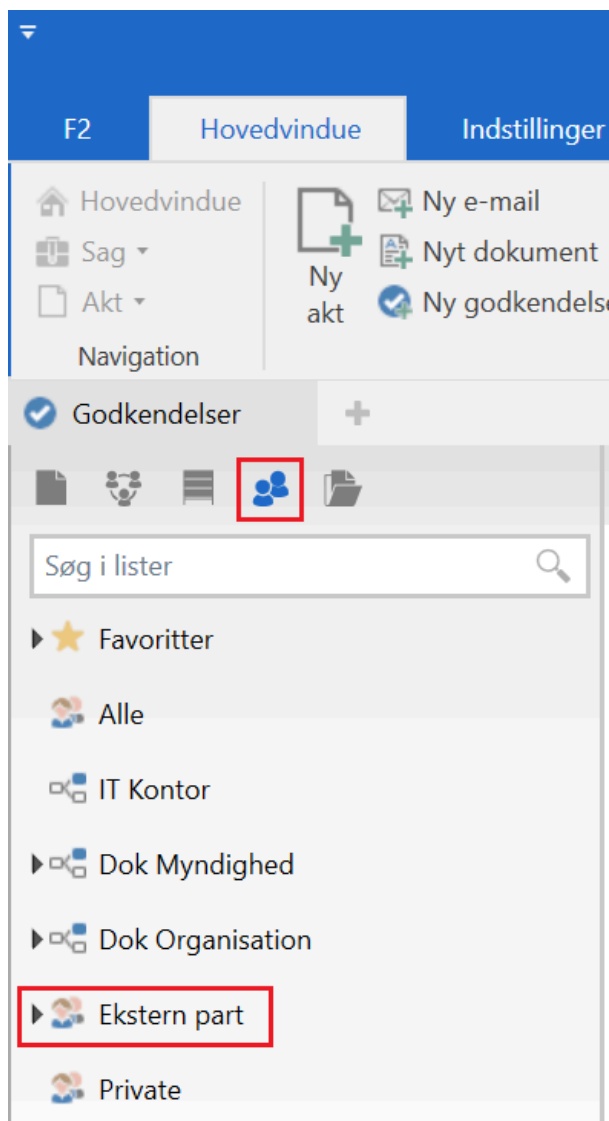 F2 Hovedvindue Indstillinger
Hovedvindue
Sag
Akt
Navigation
Ny
akt
Ny e-mail
Nyt dokument
Ny godkendelse
Godkendelser
Søg i lister
Favoritter
Alle
IT Kontor
Dok Myndighed
Dok Organisation
Ekstern part
Private